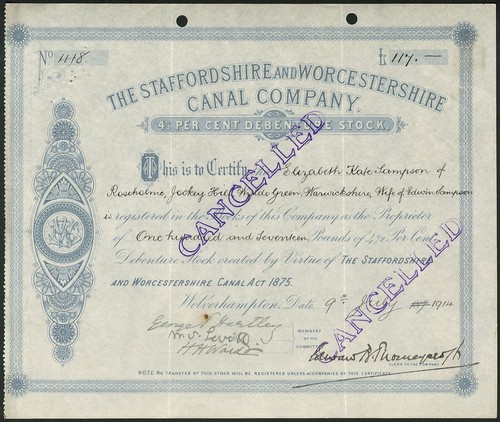 No 418 £117.—
THE STAFFORDSHIRE AND WORCESTERSHIRE
CANAL COMPANY.
4½ PER CENT DEBENTURE STOCK.
This is to Certify Elizabeth Kate Sampson of
Roseholme, Jockey Hill, Wylde Green, Warwickshire, Wife of Edwin Sampson
is registered in the Books of this Company as the Proprietor
of One hundred and Seventeen Pounds of 4½ Per Cent
Debenture Stock created by Virtue of THE STAFFORDSHIRE
AND WORCESTERSHIRE CANAL ACT 1875.
Wolverhampton, Date 9th 1914
MEMBERS
OF THE
COMMITTEE
CLERK TO THE COMPANY
NOTE No TRANSFER OF THIS STOCK WILL BE REGISTERED UNLESS ACCOMPANIED BY THIS CERTIFICATE.
CANCELLED
CANCELLED